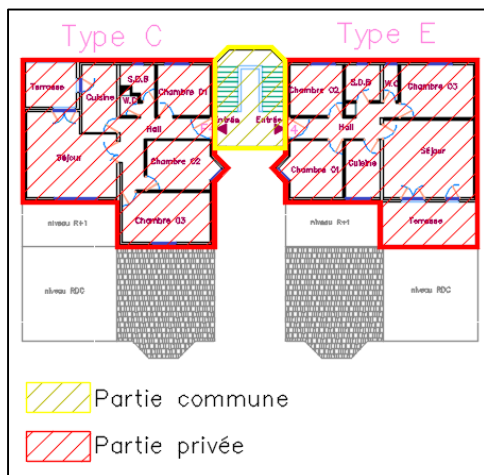 Type C
Type E
Terrasse
Cuisine
S.D.B
W.C
Chambre 01
Chambre 02
S.D.B
W.C
Chambre 03
Hall
Entrée
Entrée
Hall
Séjour
Chambre 02
Chambre 01
Cuisine
Séjour
Chambre 03
Terrasse
niveau R+1
niveau R+1
niveau RDC
niveau RDC
Partie commune
Partie privée